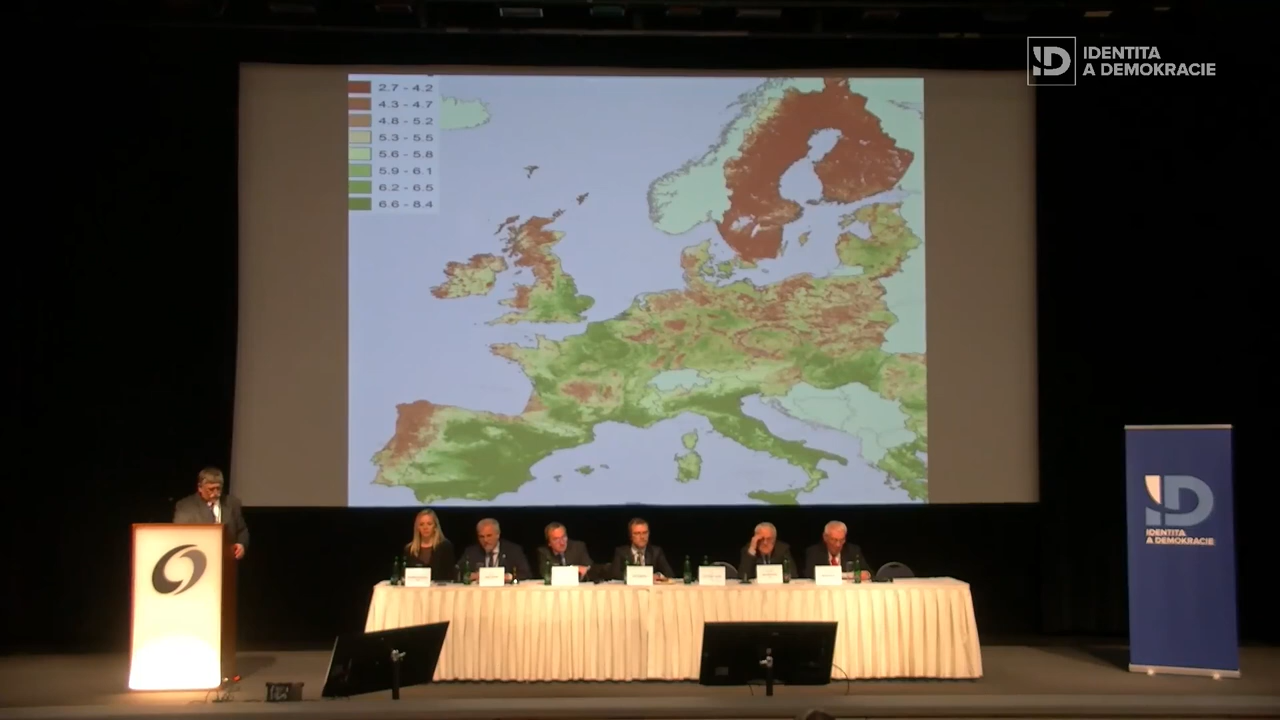 IDENTITA
A DEMOKRACIE
2.7 - 4.2
4.3 - 4.7
4.8 - 5.2
5.3 - 5.5
5.6 - 5.8
5.9 - 6.1
6.2 - 6.5
6.6 - 8.4
ID
IDENTITA
A DEMOKRACIE